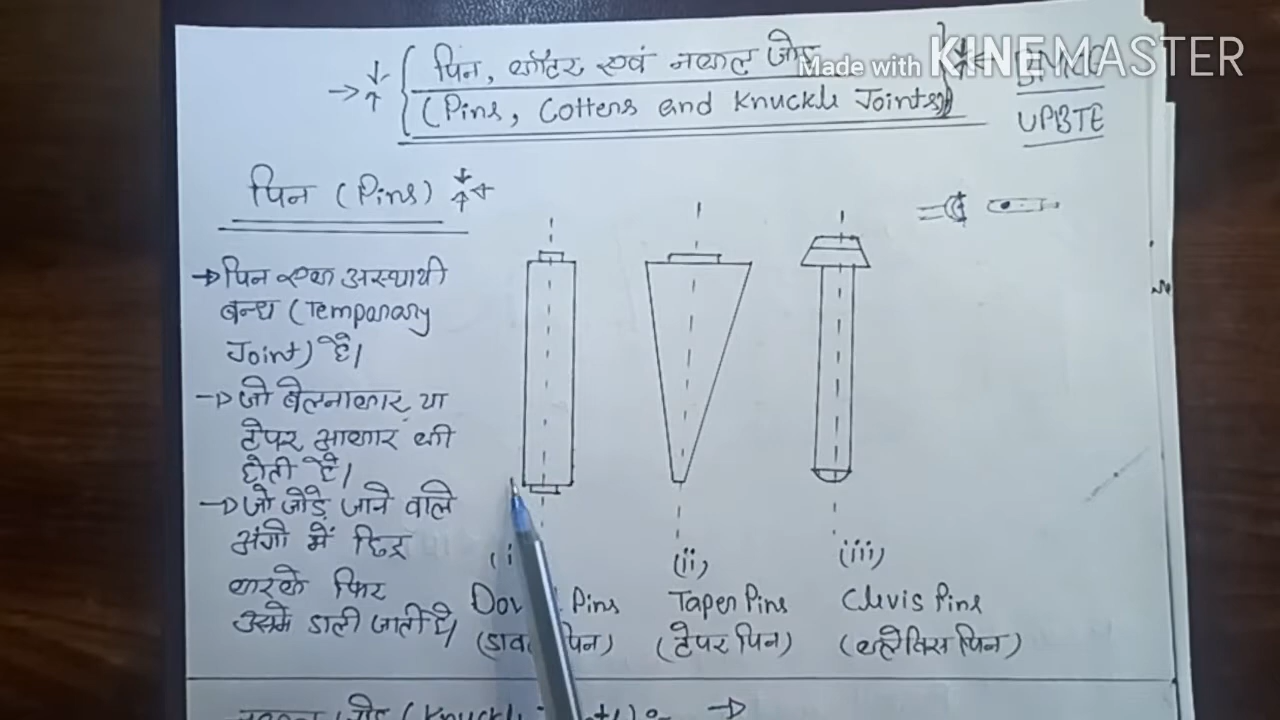 पिन, कॉटर एवं नकल जोड़
(Pins, Cotters and Knuckle Joints)
Made with KINEMASTER
UPBTE
पिन (Pins)
→ पिन एक अस्थायी
बन्ध (Temporary
Joint) है।
→ जो बेलनाकार या
टेपर आकार की
होती है।
→ जो जोड़े जाने वाले
अंगो में छिद्र
करके फिर
उसमे डाली जाती है।
(i
Pins
पिन)
(ii)
Taper Pins
(टेपर पिन)
(iii)
Clevis Pins
(क्लेविस पिन)
(Knuckle